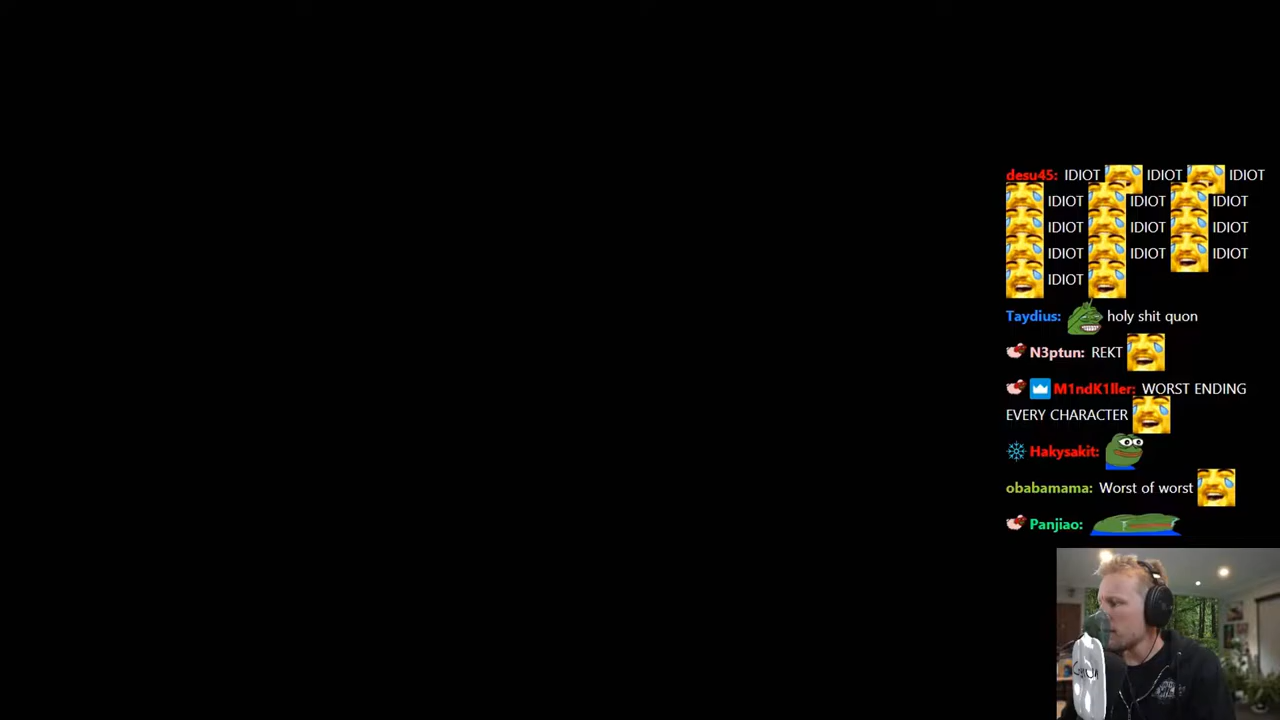 desu45: IDIOT IDIOT IDIOT
IDIOT IDIOT IDIOT
IDIOT IDIOT IDIOT
IDIOT IDIOT IDIOT
IDIOT
Taydius: holy shit quon
N3ptun: REKT
M1ndK1ller: WORST ENDING
EVERY CHARACTER
Hakysakit:
obabamama: Worst of worst
Panjiao: